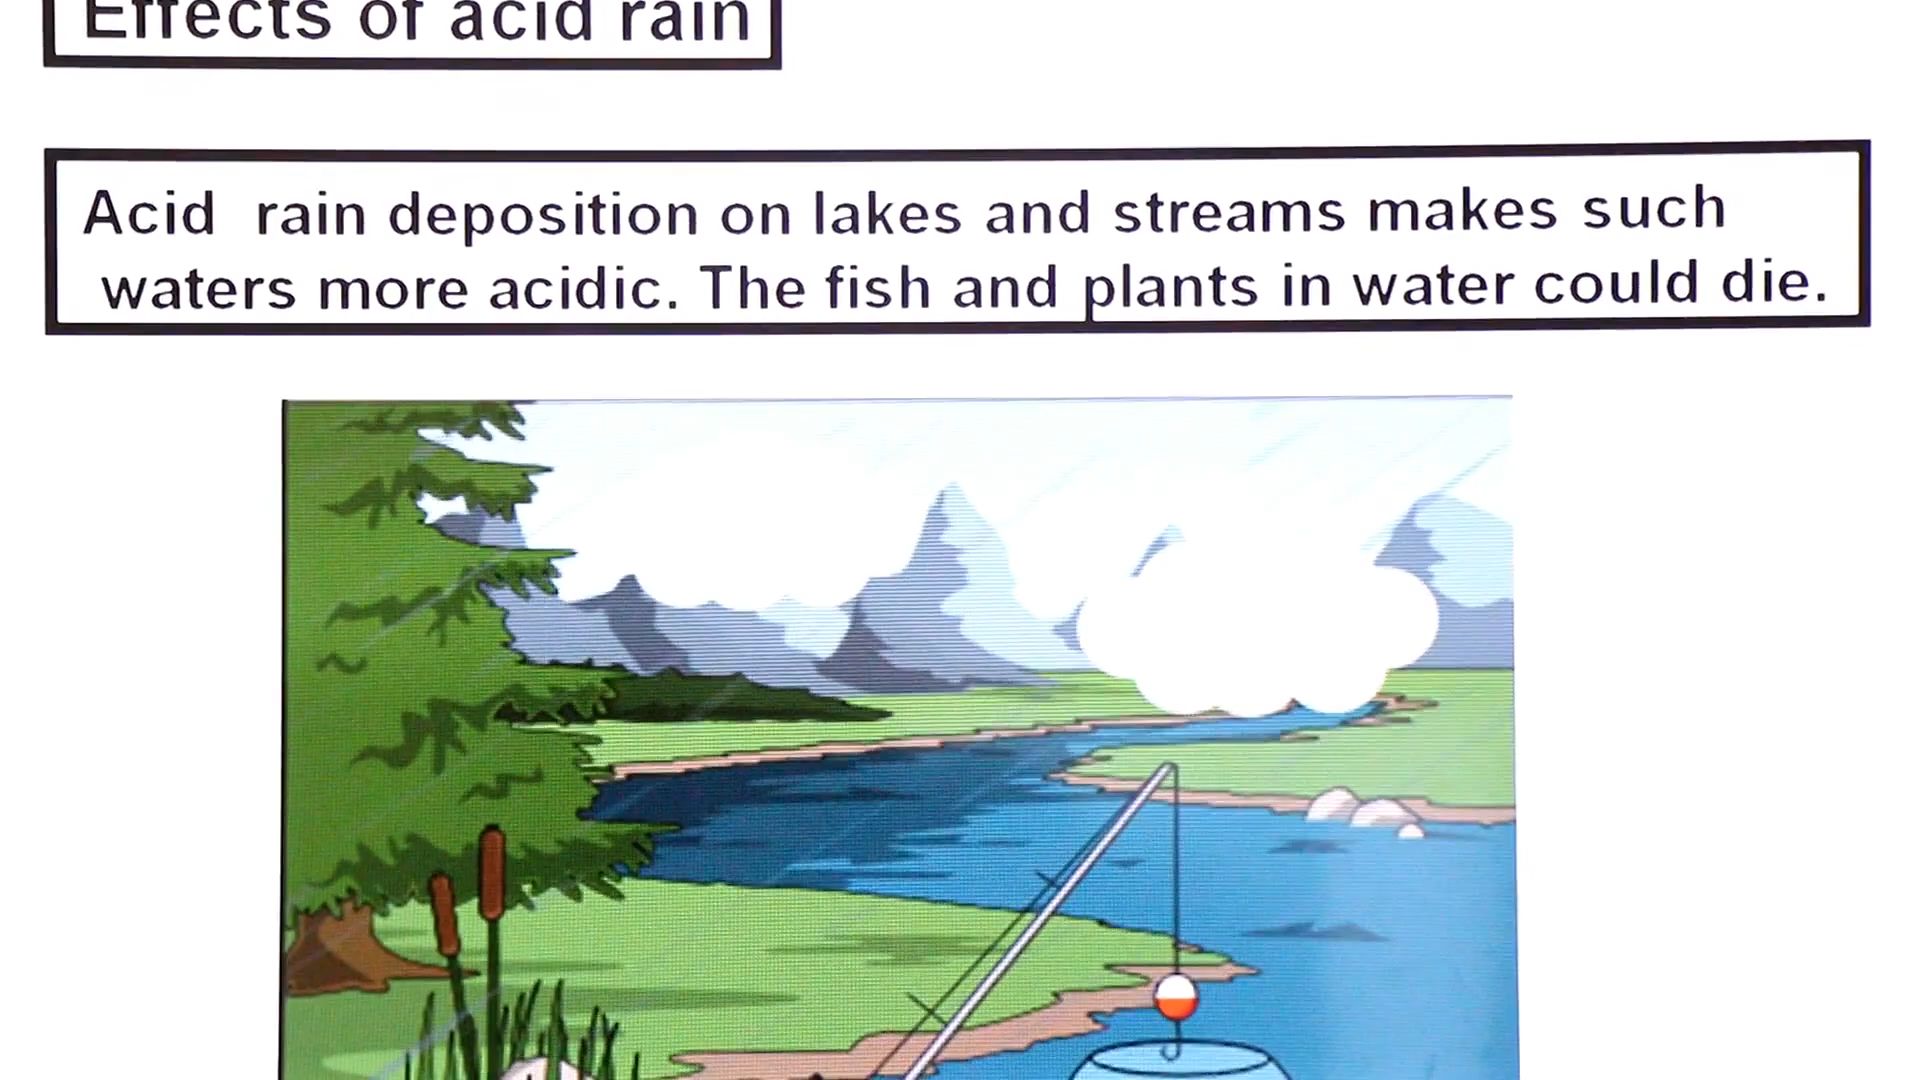 Effects of acid rain
Acid rain deposition on lakes and streams makes such
waters more acidic. The fish and plants in water could die.